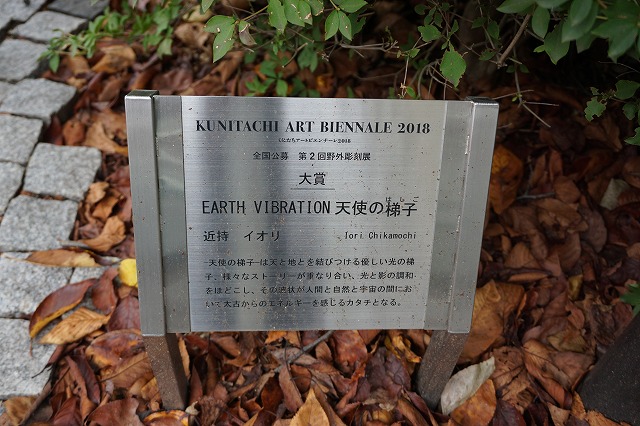 KUNITACHI ART BIENNALE 2018
くにたちアートビエンナーレ2018
全国公募 第2回野外彫刻展
大賞
EARTH VIBRATION 天使の梯子
近持 イオリ Iori Chikamochi
-天使の梯子-は天と地とを結びつける優しい光の梯
子、様々なストーリーが重なり合い、光と影の調和
をほどこし、その形状が人間と自然と宇宙の間にお
いて太古からのエネルギーを感じるカタチとなる。